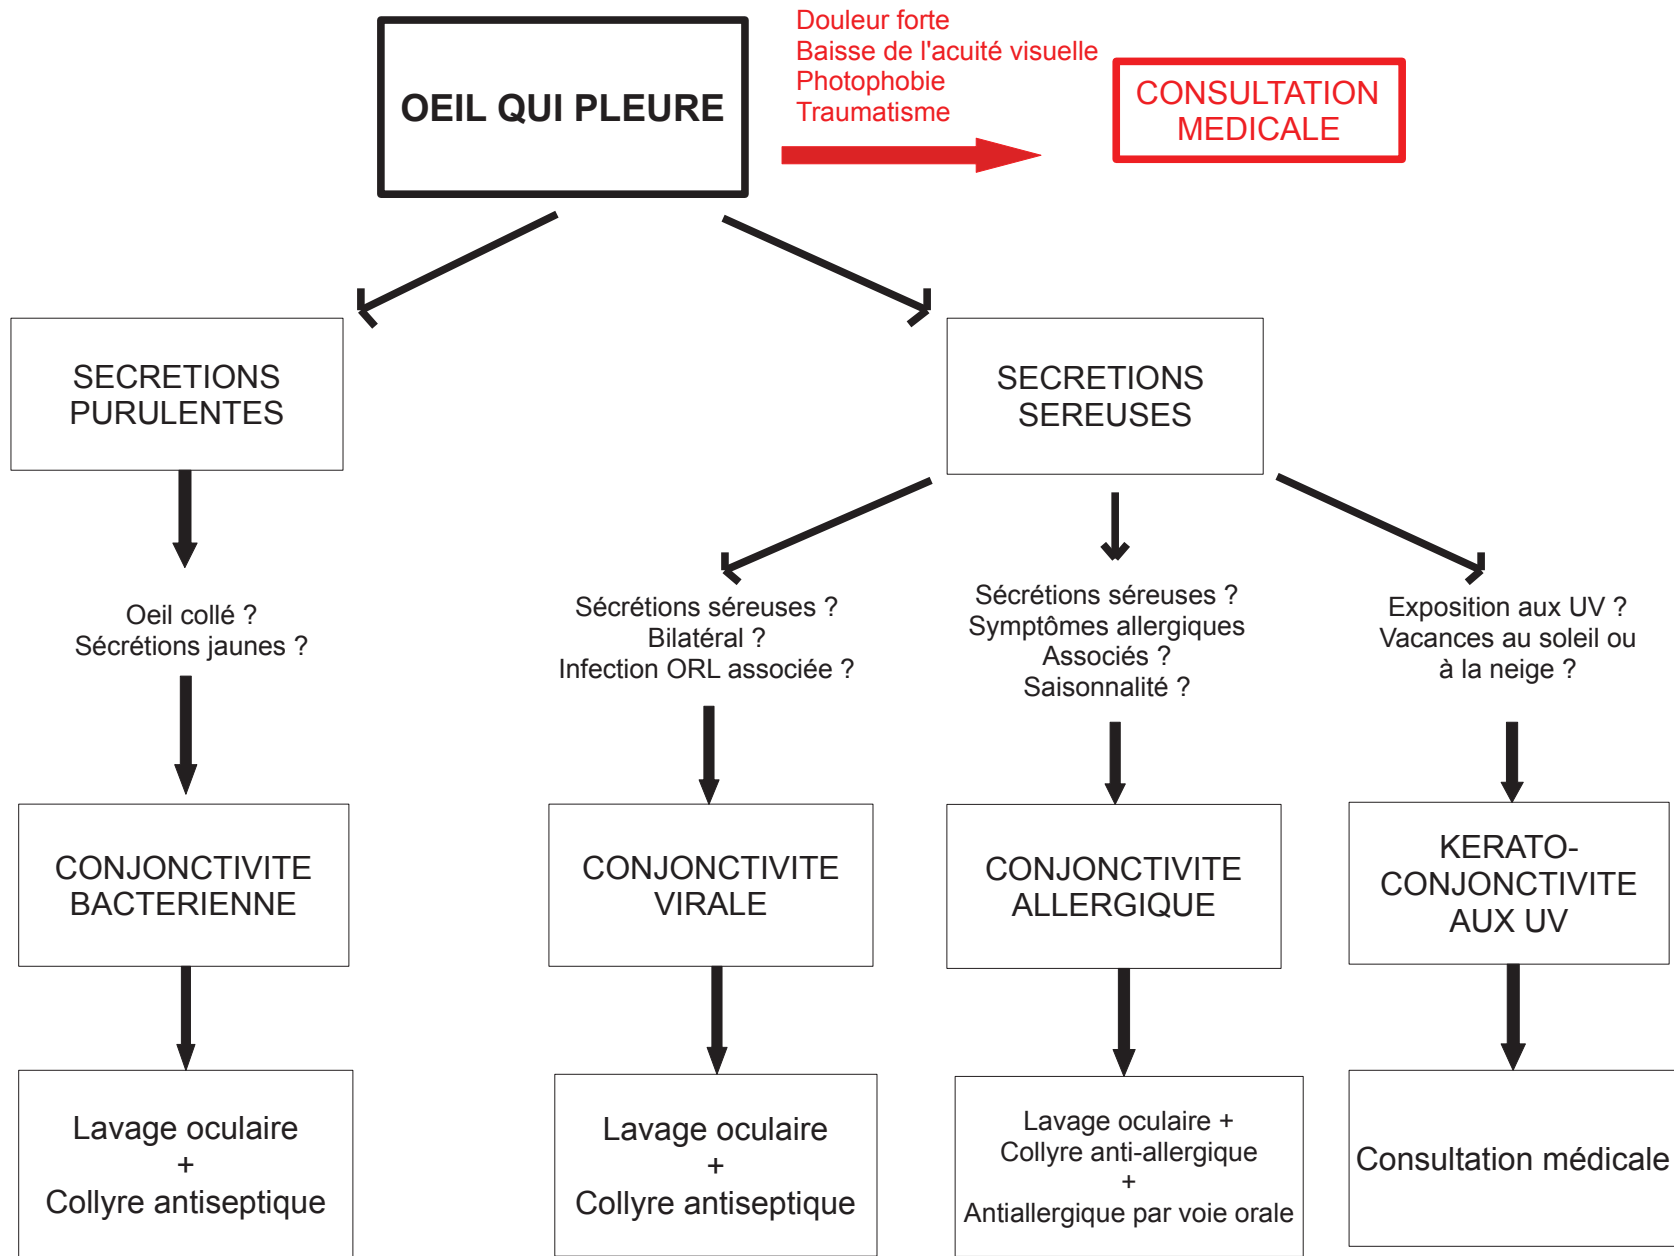 Douleur forte
Baisse de l'acuité visuelle
Photophobie
Traumatisme
OEIL QUI PLEURE
CONSULTATION
MEDICALE
SECRETIONS
PURULENTES
SECRETIONS
SEREUSES
Oeil collé ?
Sécrétions jaunes ?
Sécrétions séreuses ?
Bilatéral ?
Infection ORL associée ?
Sécrétions séreuses ?
Symptômes allergiques
Associés ?
Saisonnalité ?
Exposition aux UV ?
Vacances au soleil ou
à la neige ?
CONJONCTIVITE
BACTERIENNE
CONJONCTIVITE
VIRALE
CONJONCTIVITE
ALLERGIQUE
KERATO-
CONJONCTIVITE
AUX UV
Lavage oculaire
+
Collyre antiseptique
Lavage oculaire
+
Collyre antiseptique
Lavage oculaire +
Collyre anti-allergique
+
Antiallergique par voie orale
Consultation médicale